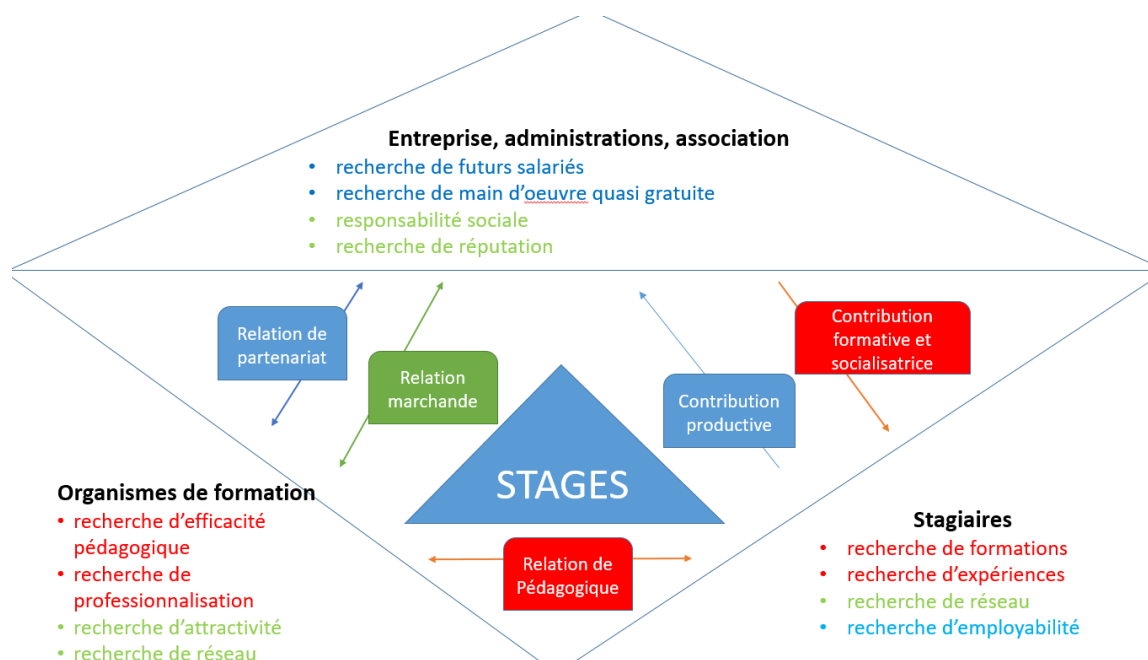 Entreprise, administrations, association
• recherche de futurs salariés
• recherche de main d'oeuvre quasi gratuite
• responsabilité sociale
• recherche de réputation
Relation de
partenariat
Relation
marchande
Contribution
productive
Contribution
formative et
socialisatrice
STAGES
Organismes de formation
• recherche d'efficacité
pédagogique
• recherche de
professionnalisation
• recherche d'attractivité
• recherche de réseau
Relation de
Pédagogique
Stagiaires
• recherche de formations
• recherche d'expériences
• recherche de réseau
• recherche d'employabilité